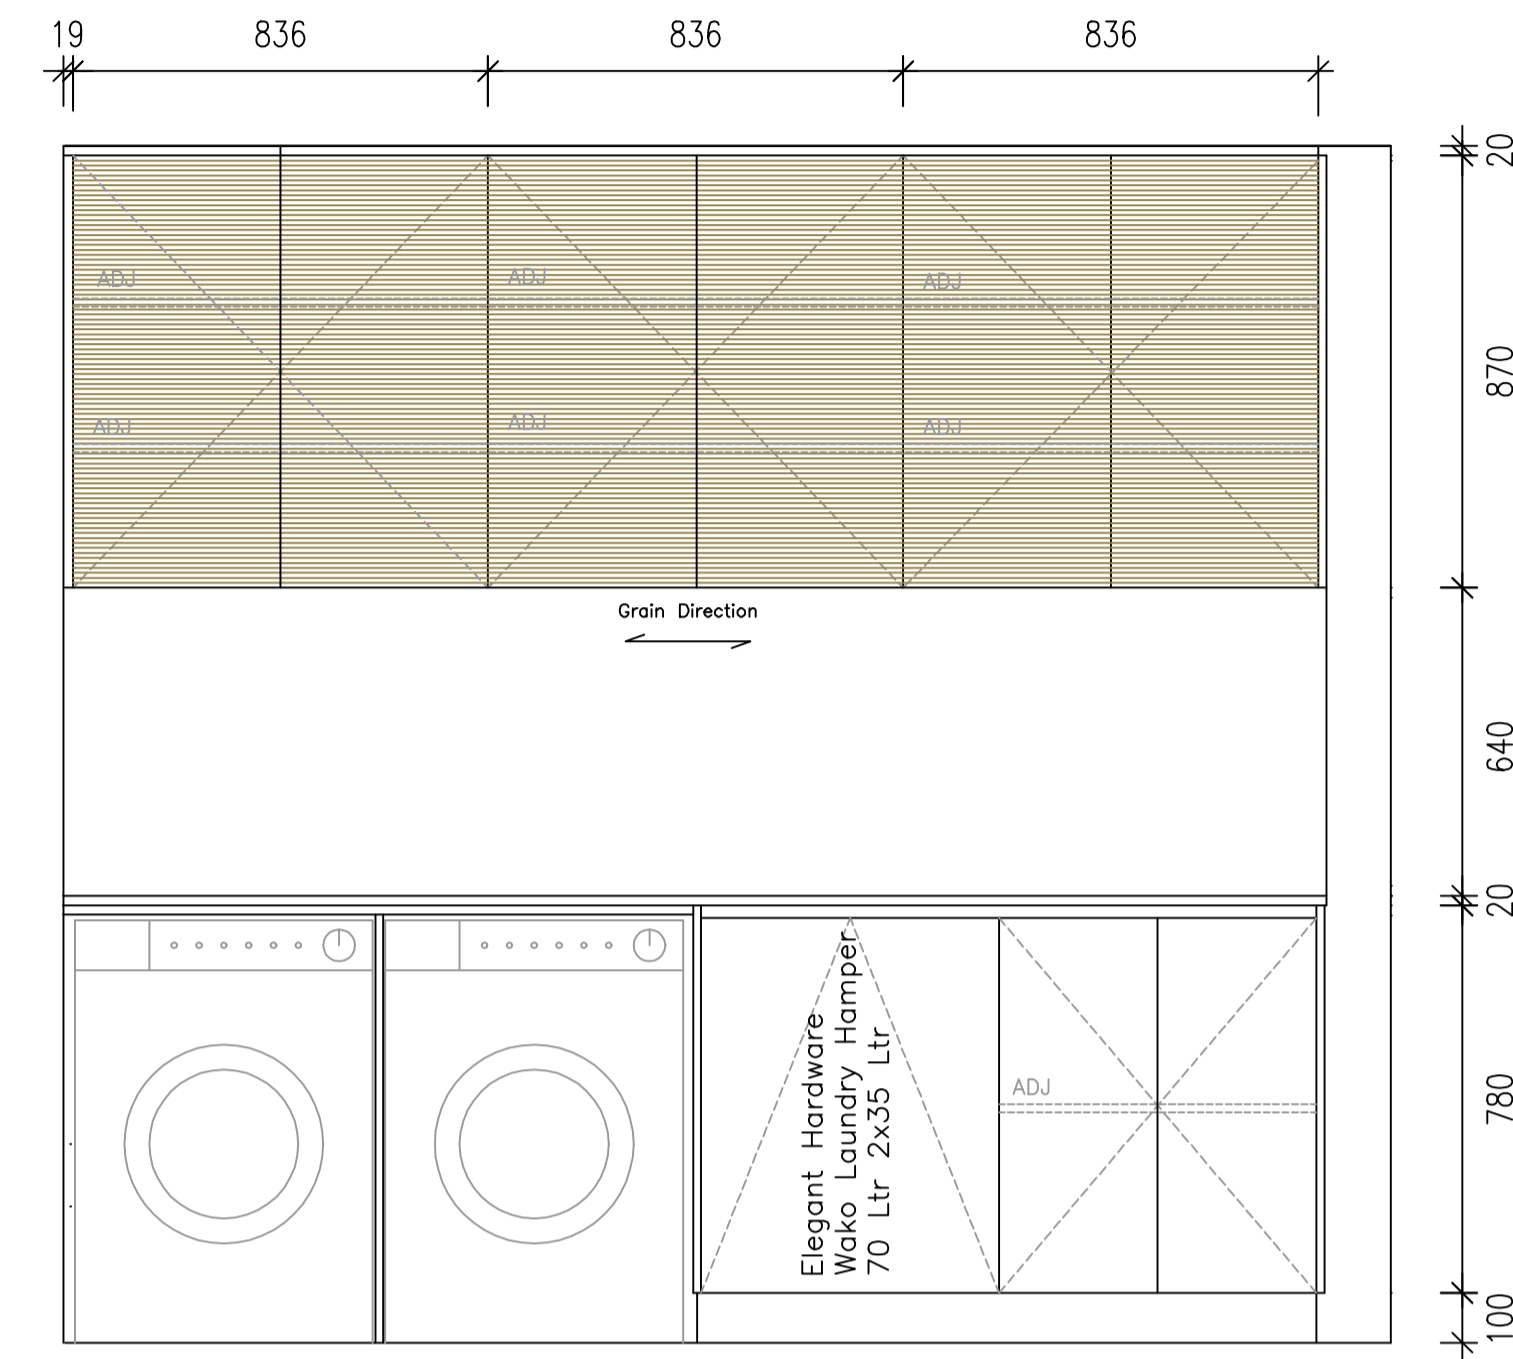 19 836 836 836
20
ADJ ADJ ADJ
870
ADJ ADJ ADJ
Grain Direction
640
20
Elegant Hardware
Wako Laundry Hamper
70 Ltr 2x35 Ltr
ADJ
780
100